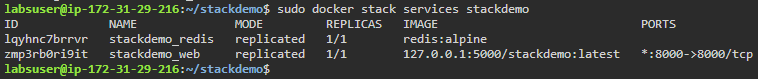 labsuser@ip-172-31-29-216:~/stackdemo$ sudo docker stack services stackdemo
ID NAME MODE REPLICAS IMAGE PORTS
lqyhnc7brrvr stackdemo_redis replicated 1/1 redis:alpine
zmp3rb0ri9it stackdemo_web replicated 1/1 127.0.0.1:5000/stackdemo:latest *:8000->8000/tcp
labsuser@ip-172-31-29-216:~/stackdemo$